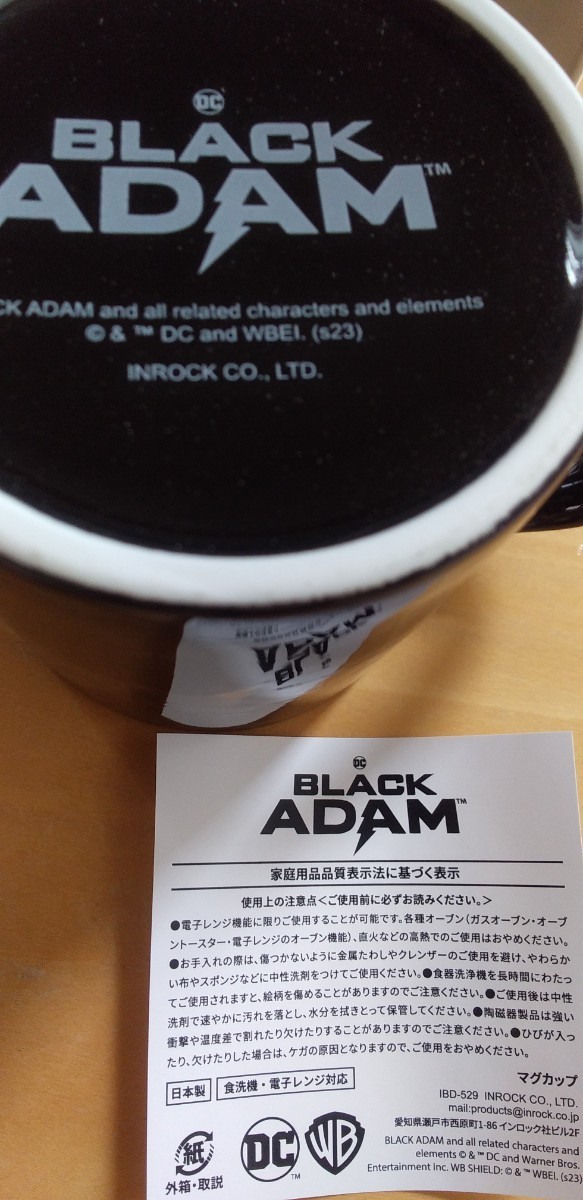 DC
BLACK
ADAM™
CK ADAM and all related characters and elements
© & ™ DC and WBEI. (s23)
INROCK CO., LTD.
DC
BLACK
ADAM™
家庭用品品質表示法に基づく表示
使用上の注意点<ご使用前に必ずお読みください。>
●電子レンジ機能に限りご使用することが可能です。各種オーブン(ガスオーブン・オーブ
ントースター・電子レンジのオーブン機能)、直火などの高熱でのご使用はおやめください。
●お手入れの際は、傷つかないように金属たわしやクレンザーのご使用を避け、やわらか
い布やスポンジなどに中性洗剤をつけてご使用ください。●食器洗浄機を長時間にわたっ
てご使用されますと、絵柄を傷めることがありますのでご注意ください。●ご使用後は中性
洗剤で速やかに汚れを落とし、水分を拭きとって保管してください。●陶磁器製品は強い
衝撃や温度差で割れたり欠けたりすることがありますのでご注意ください。●ひびが入っ
たり、欠けたりした場合は、ケガの原因となりますので、ご使用をおやめください。
日本製 食洗機・電子レンジ対応
マグカップ
IBD-529 INROCK CO., LTD.
mail:products@inrock.co.jp
愛知県瀬戸市西原町1-86 インロック社ビル2F
BLACK ADAM and all related characters and
elements © & ™ DC and Warner Bros.
Entertainment Inc. WB SHIELD: © & ™ WBEI. (s23)
紙
外箱・取説
DC™
WB